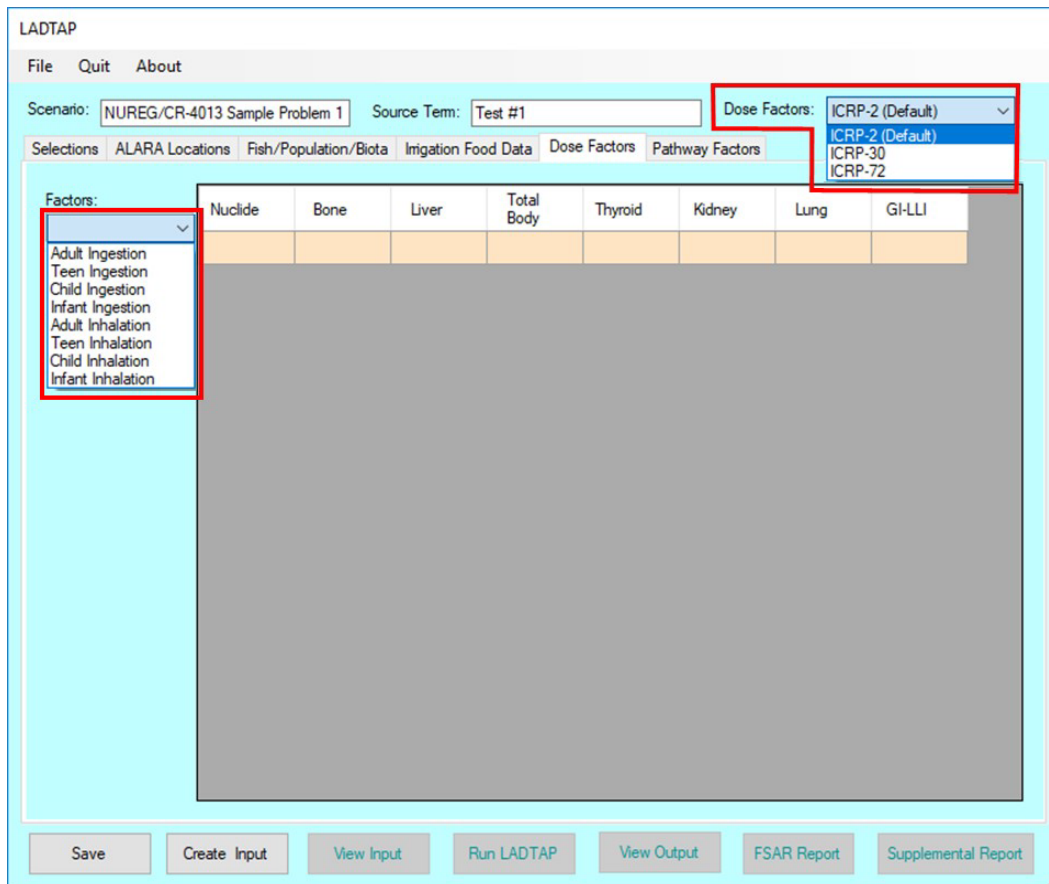 LADTAP
File Quit About
Scenario: NUREG/CR-4013 Sample Problem 1 Source Term: Test #1 Dose Factors: ICRP-2 (Default)
ICRP-2 (Default)
ICRP-30
ICRP-72
Selections ALARA Locations Fish/Population/Biota Irrigation Food Data Dose Factors Pathway Factors
Factors:
Adult Ingestion
Teen Ingestion
Child Ingestion
Infant Ingestion
Adult Inhalation
Teen Inhalation
Child Inhalation
Infant Inhalation
Nuclide Bone Liver Total Body Thyroid Kidney Lung GI-LLI
Save Create Input View Input Run LADTAP View Output FSAR Report Supplemental Report